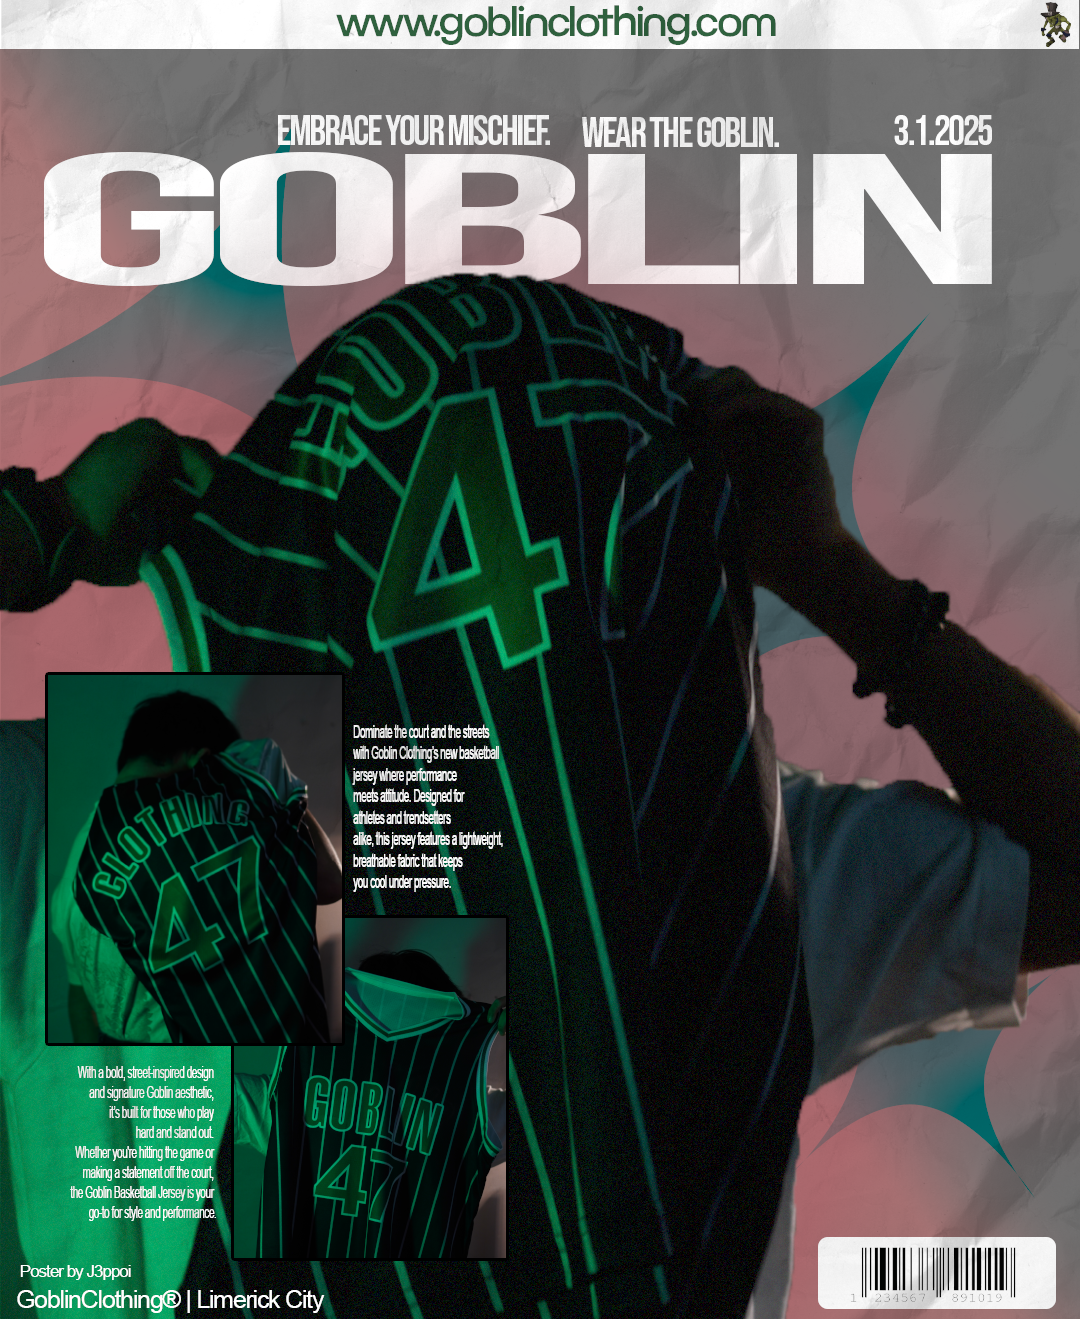 www.goblinclothing.com
EMBRACE YOUR MISCHIEF. WEAR THE GOBLIN. 3.1.2025
GOBLIN
GOBLIN
47
Dominate the court and the streets
with Goblin Clothing's new basketball
jersey where performance
meets attitude. Designed for
athletes and trendsetters
alike, this jersey features a lightweight,
breathable fabric that keeps
you cool under pressure.
CLOTHING
47
GOBLIN
47
With a bold, street-inspired design
and signature Goblin aesthetic,
it's built for those who play
hard and stand out.
Whether you're hitting the game or
making a statement off the court,
the Goblin Basketball Jersey is your
go-to for style and performance.
Poster by J3ppoi
GoblinClothing® | Limerick City
1 234567 891019